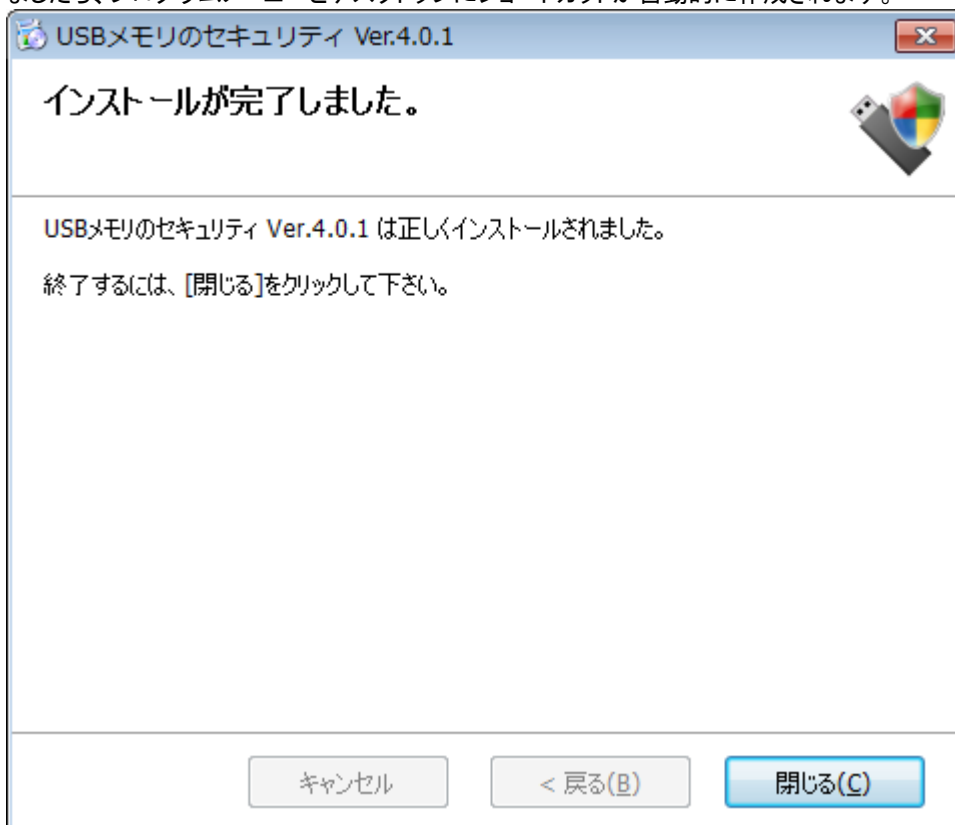 USBメモリのセキュリティ Ver.4.0.1
インストールが完了しました。
USBメモリのセキュリティ Ver.4.0.1 は正しくインストールされました。
終了するには、[閉じる]をクリックして下さい。
キャンセル
< 戻る(B)
閉じる(C)